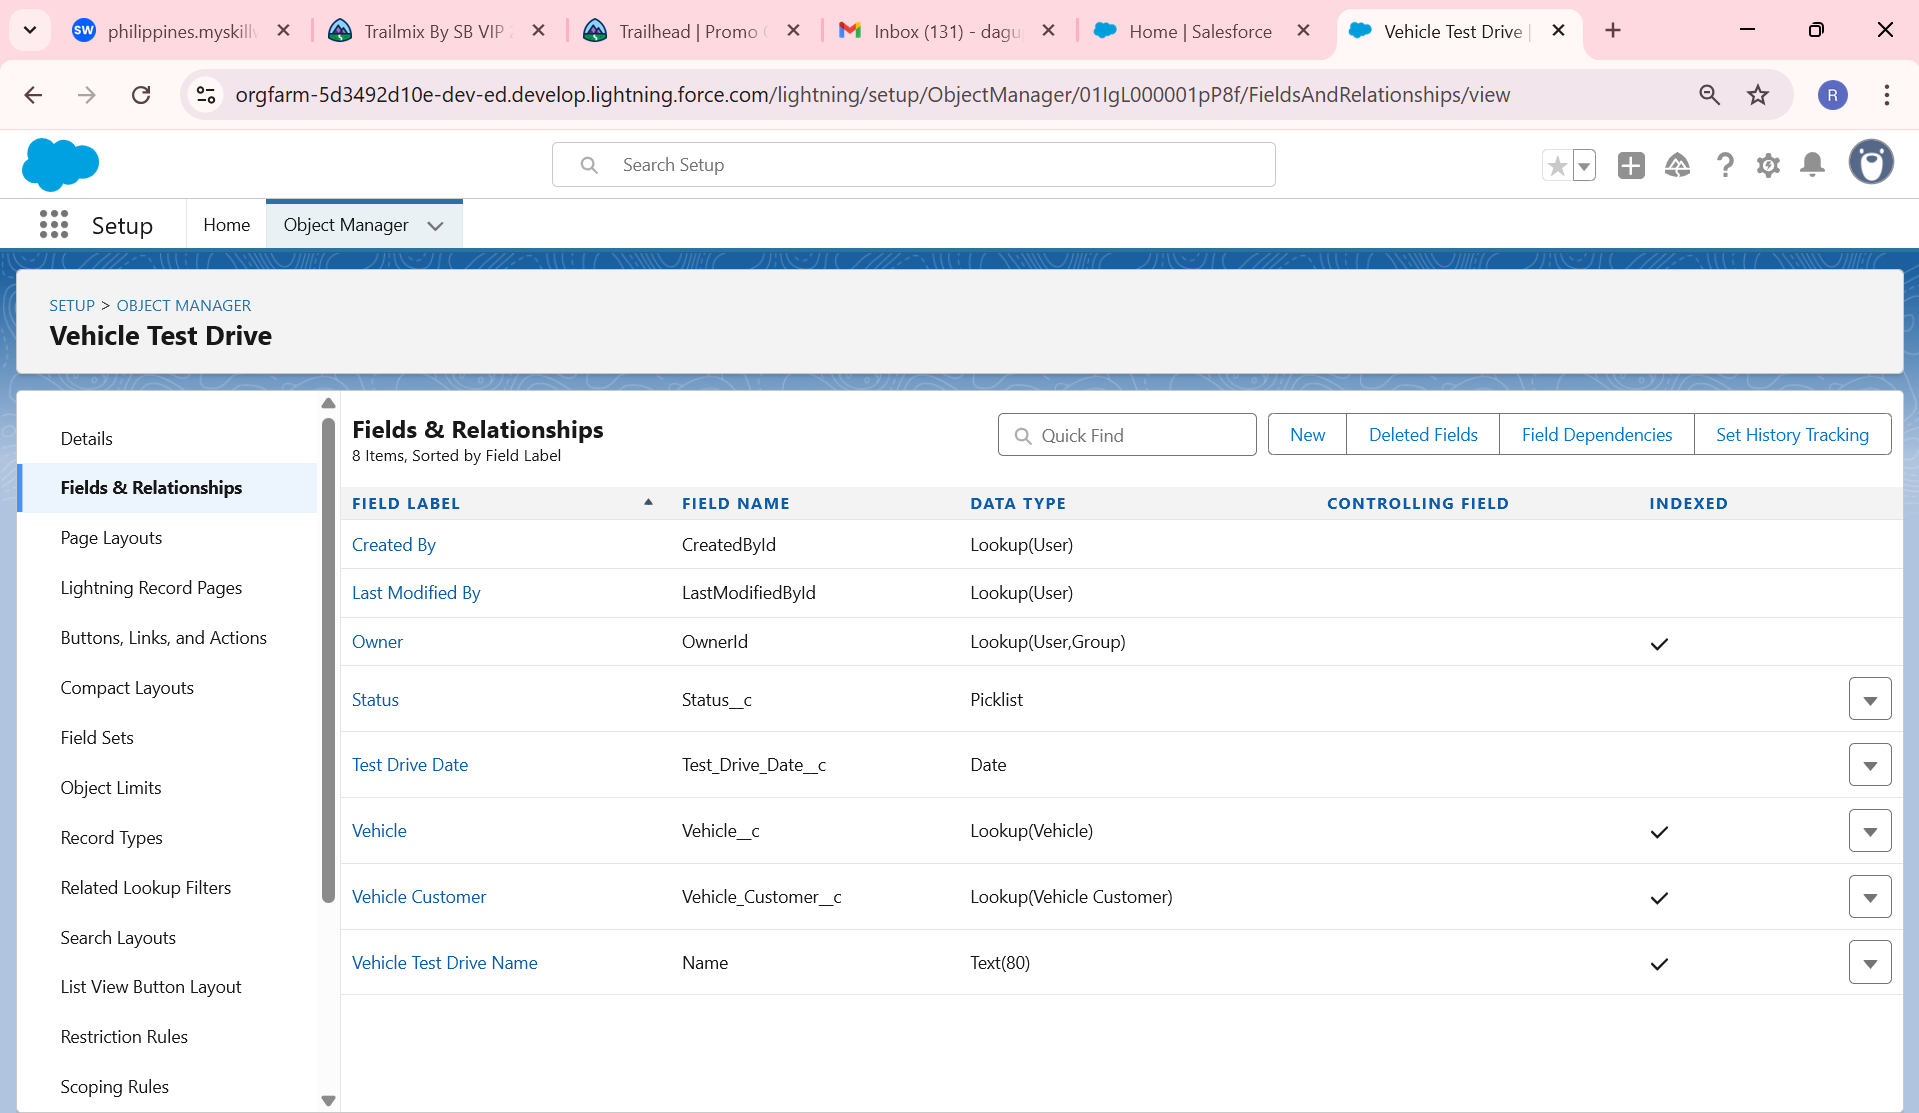 philippines.myskillw
Trailmix By SB VIP 2
Trailhead | Promo C
Inbox (131) - dagu
Home | Salesforce
Vehicle Test Drive |
orgfarm-5d3492d10e-dev-ed.develop.lightning.force.com/lightning/setup/ObjectManager/01IgL000001pP8f/FieldsAndRelationships/view
R
Search Setup
Setup
Home
Object Manager
SETUP > OBJECT MANAGER
Vehicle Test Drive
Details
Fields & Relationships
Page Layouts
Lightning Record Pages
Buttons, Links, and Actions
Compact Layouts
Field Sets
Object Limits
Record Types
Related Lookup Filters
Search Layouts
List View Button Layout
Restriction Rules
Scoping Rules
Fields & Relationships
8 Items, Sorted by Field Label
Quick Find
New
Deleted Fields
Field Dependencies
Set History Tracking
FIELD LABEL FIELD NAME DATA TYPE CONTROLLING FIELD INDEXED
Created By CreatedById Lookup(User)
Last Modified By LastModifiedById Lookup(User)
Owner OwnerId Lookup(User,Group)
Status Status__c Picklist
Test Drive Date Test_Drive_Date__c Date
Vehicle Vehicle__c Lookup(Vehicle)
Vehicle Customer Vehicle_Customer__c Lookup(Vehicle Customer)
Vehicle Test Drive Name Name Text(80)